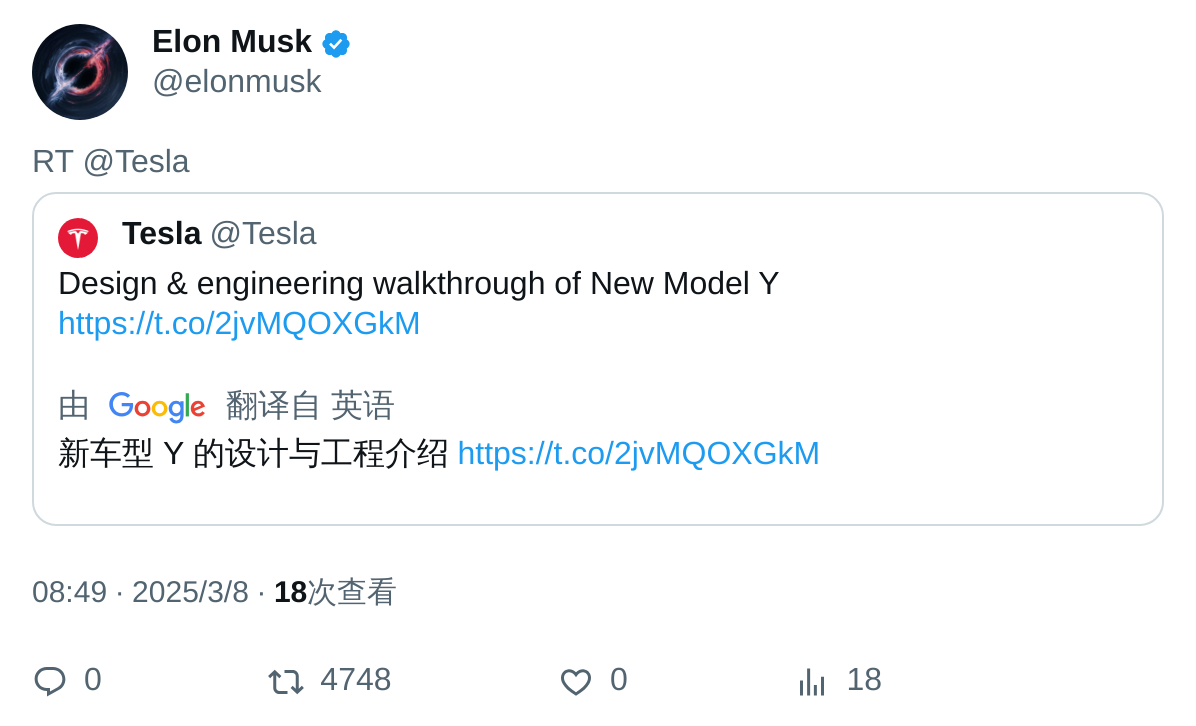 Elon Musk
@elonmusk
RT @Tesla
Tesla @Tesla
Design & engineering walkthrough of New Model Y
https://t.co/2jvMQOXGkM
由 Google 翻译自 英语
新车型 Y 的设计与工程介绍 https://t.co/2jvMQOXGkM
08:49 · 2025/3/8 · 18次查看
0 4748 0 18